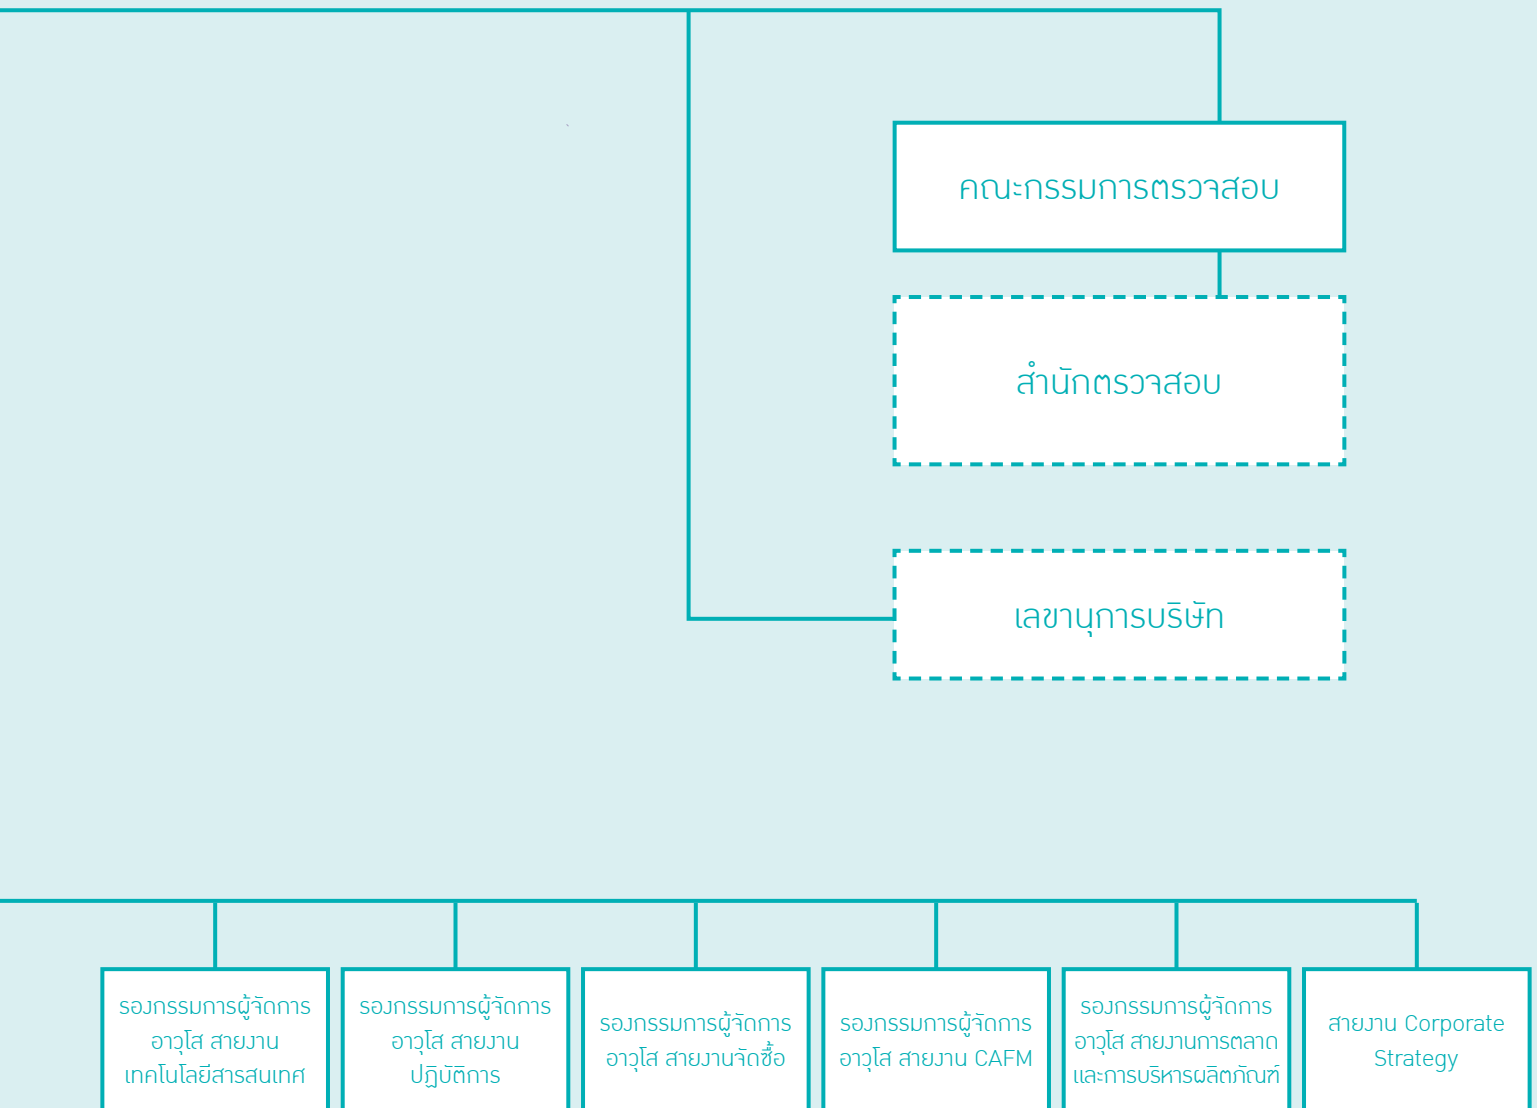 คณะกรรมการตรวจสอบ
สำนักตรวจสอบ
เลขานุการบริษัท
รองกรรมการผู้จัดการ
อาวุโส สายงาน
เทคโนโลยีสารสนเทศ
รองกรรมการผู้จัดการ
อาวุโส สายงาน
ปฏิบัติการ
รองกรรมการผู้จัดการ
อาวุโส สายงานจัดซื้อ
รองกรรมการผู้จัดการ
อาวุโส สายงาน CAFM
รองกรรมการผู้จัดการ
อาวุโส สายงานการตลาด
และการบริหารผลิตภัณฑ์
สายงาน Corporate
Strategy